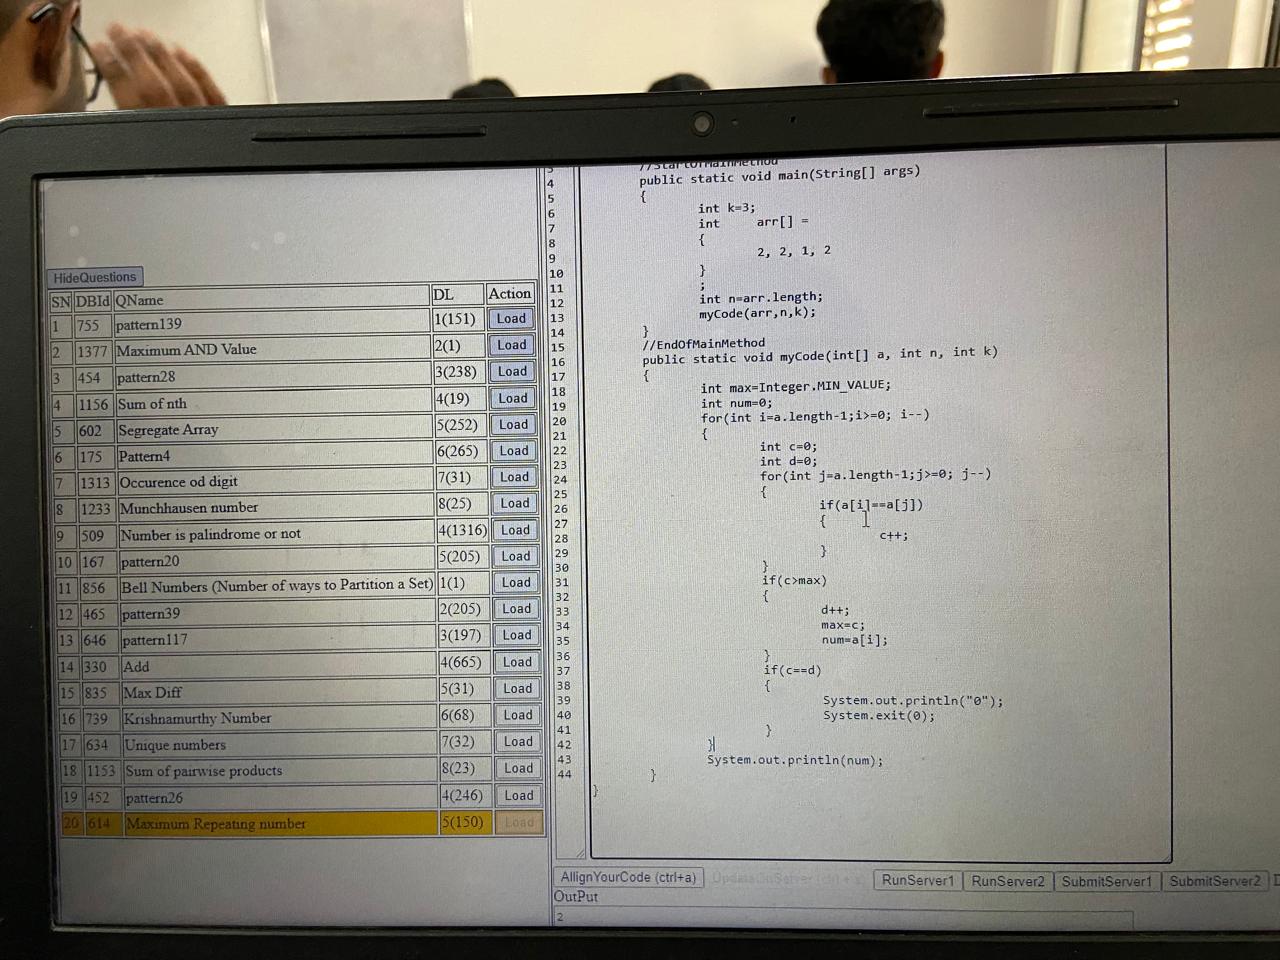 HideQuestions
SN DBId QName DL Action
1 755 pattern139 1(151) Load
2 1377 Maximum AND Value 2(1) Load
3 454 pattern28 3(238) Load
4 1156 Sum of nth 4(19) Load
5 602 Segregate Array 5(252) Load
6 175 Pattern4 6(265) Load
7 1313 Occurence od digit 7(31) Load
8 1233 Munchhausen number 8(25) Load
9 509 Number is palindrome or not 4(1316) Load
10 167 pattern20 5(205) Load
11 856 Bell Numbers (Number of ways to Partition a Set) 1(1) Load
12 465 pattern39 2(205) Load
13 646 pattern117 3(197) Load
14 330 Add 4(665) Load
15 835 Max Diff 5(31) Load
16 739 Krishnamurthy Number 6(68) Load
17 634 Unique numbers 7(32) Load
18 1153 Sum of pairwise products 8(23) Load
19 452 pattern26 4(246) Load
20 614 Maximum Repeating number 5(150) Load
3
4
5
6
7
8
9
10
11
12
13
14
15
16
17
18
19
20
21
22
23
24
25
26
27
28
29
30
31
32
33
34
35
36
37
38
39
40
41
42
43
44
//StartOfMainMethod
public static void main(String[] args)
{
int k=3;
int arr[] =
{
2, 2, 1, 2
}
;
int n=arr.length;
myCode(arr,n,k);
}
//EndOfMainMethod
public static void myCode(int[] a, int n, int k)
{
int max=Integer.MIN_VALUE;
int num=0;
for(int i=a.length-1;i>=0; i--)
{
int c=0;
int d=0;
for(int j=a.length-1;j>=0; j--)
{
if(a[i]==a[j])
{
c++;
}
}
if(c>max)
{
d++;
max=c;
num=a[i];
}
if(c==d)
{
System.out.println("0");
System.exit(0);
}
}
System.out.println(num);
}
}
AllignYourCode (ctrl+a) RunServer1 RunServer2 SubmitServer1 SubmitServer2
OutPut
2